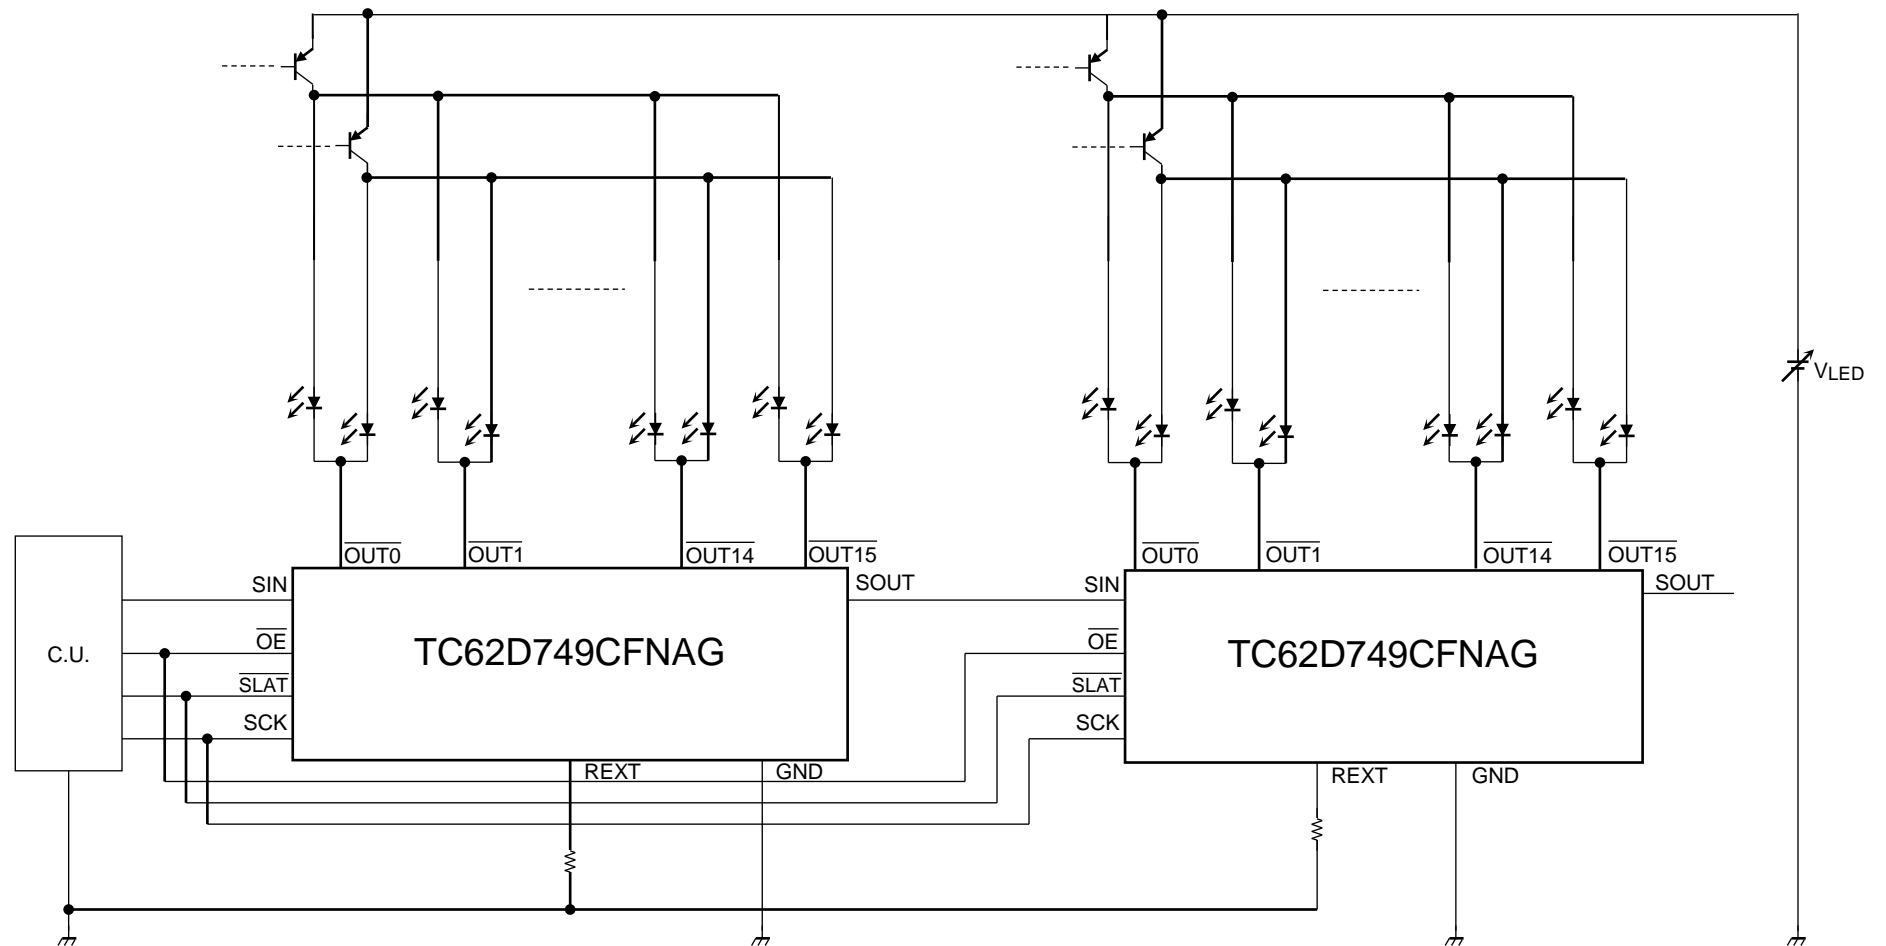 VLED
OUT0 OUT1 OUT14 OUT15
OUT0 OUT1 OUT14 OUT15
SIN SOUT
SIN SOUT
C.U.
OE
TC62D749CFNAG
OE
TC62D749CFNAG
SLAT
SLAT
SCK
SCK
REXT GND
REXT GND